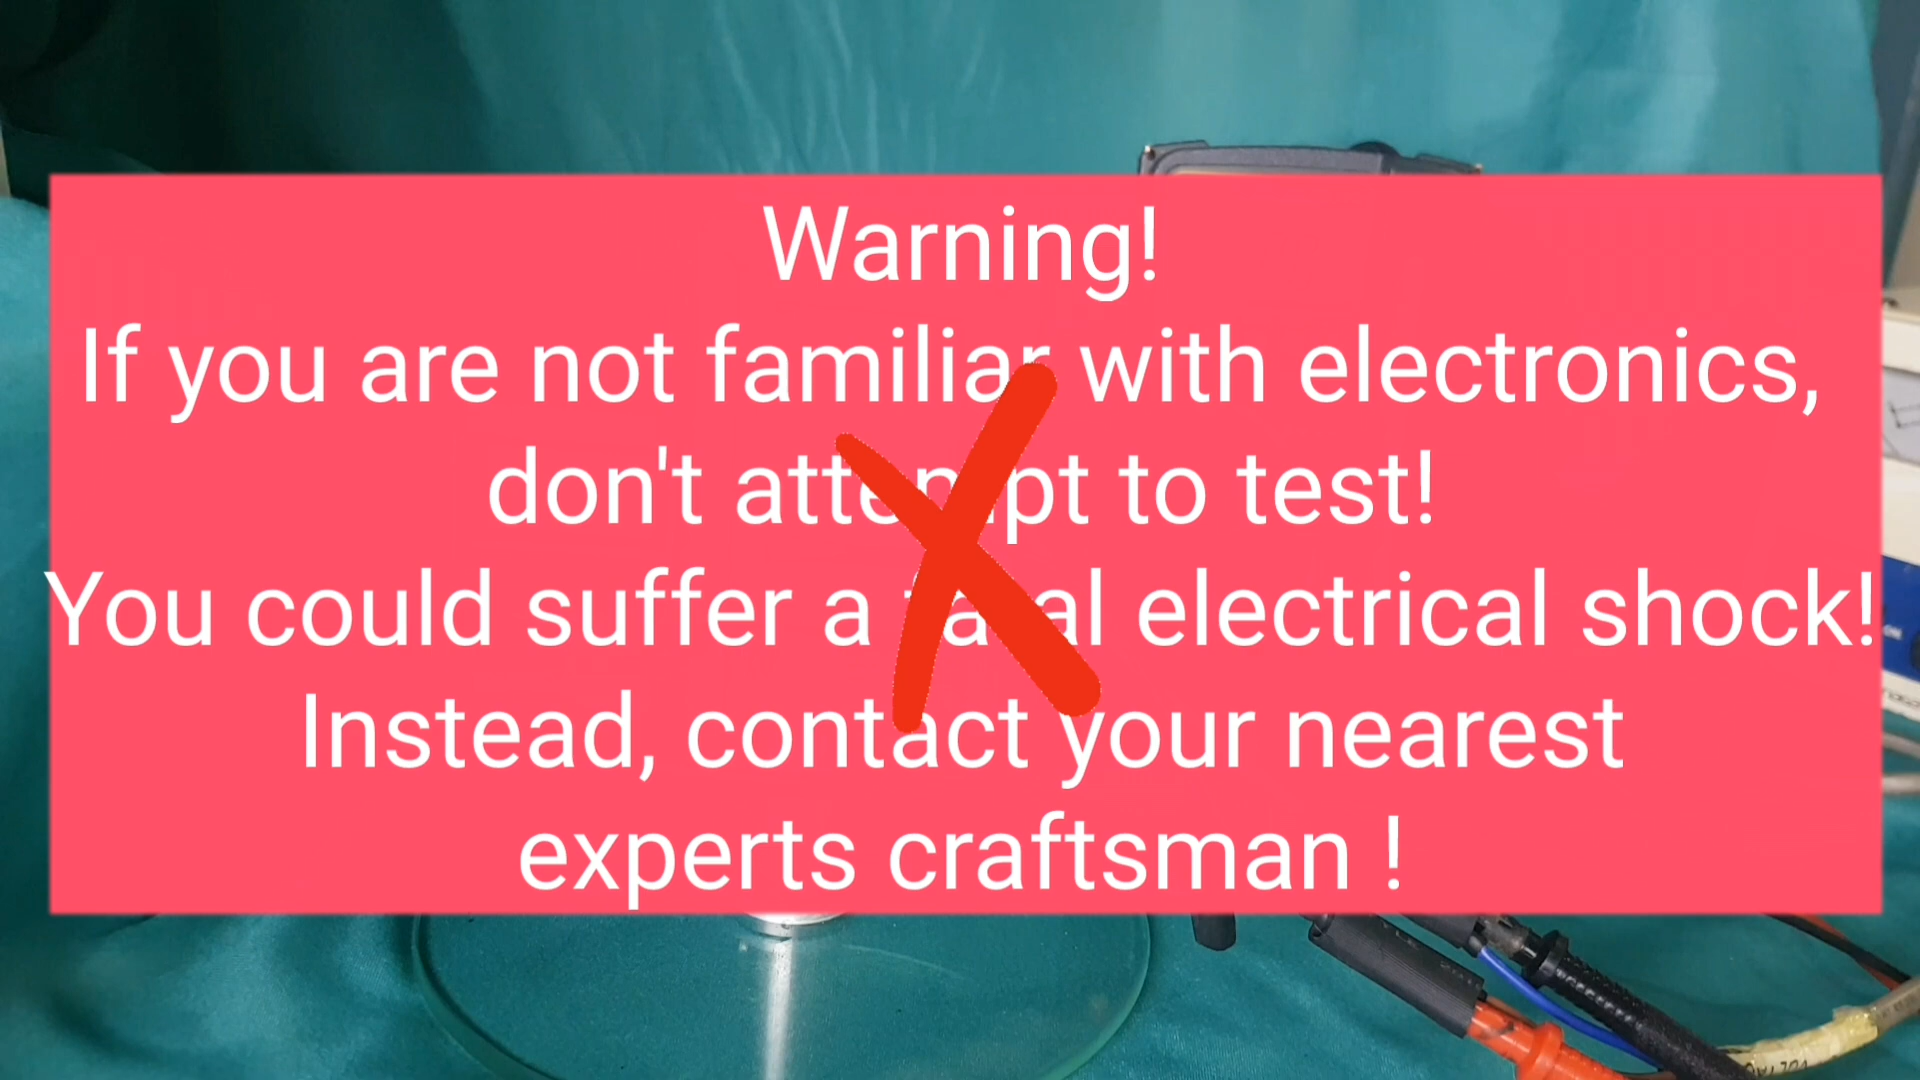 Warning!
If you are not familiar with electronics,
don't attempt to test!
You could suffer a fatal electrical shock!
Instead, contact your nearest
experts craftsman !